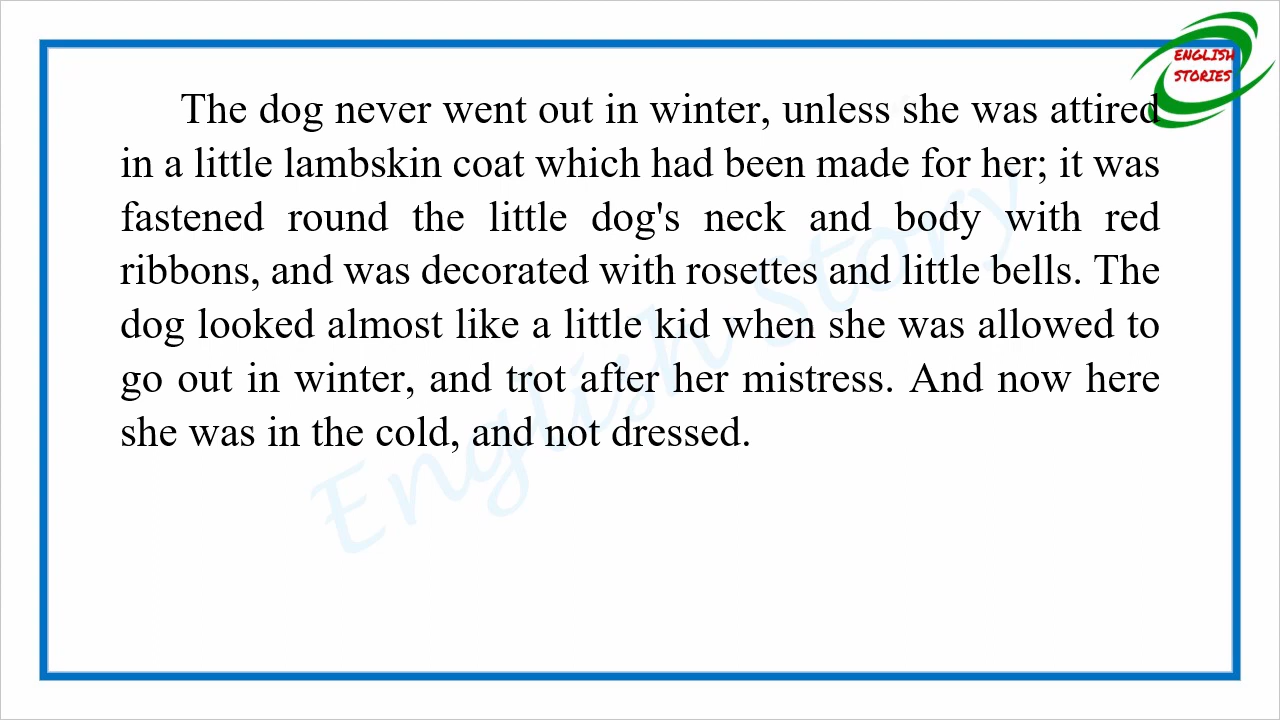 ENGLISH
STORIES
The dog never went out in winter, unless she was attired
in a little lambskin coat which had been made for her; it was
fastened round the little dog's neck and body with red
ribbons, and was decorated with rosettes and little bells. The
dog looked almost like a little kid when she was allowed to
go out in winter, and trot after her mistress. And now here
she was in the cold, and not dressed.
English Story